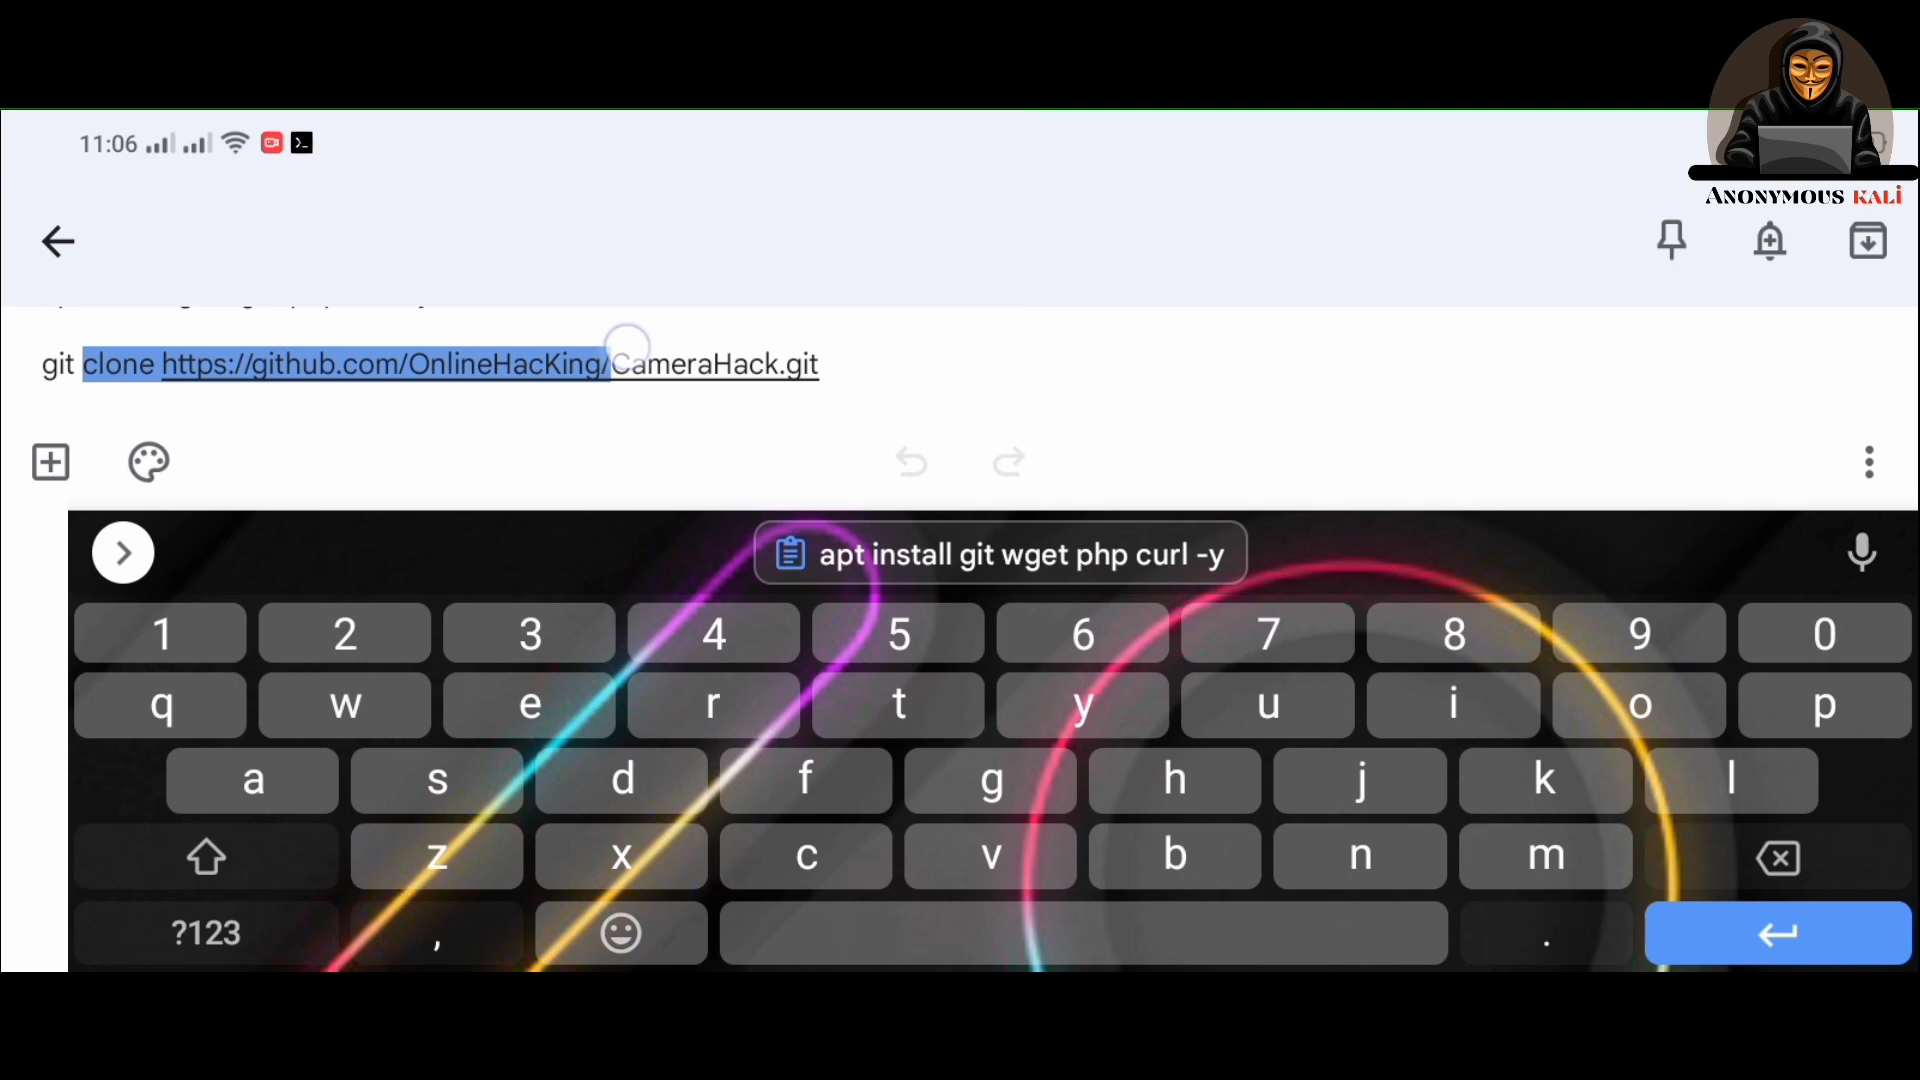 ANONYMOUS KALI
11:06
git clone https://github.com/OnlineHacKing/CameraHack.git
apt install git wget php curl -y
1 2 3 4 5 6 7 8 9 0
q w e r t y u i o p
a s d f g h j k l
z x c v b n m
?123 , .